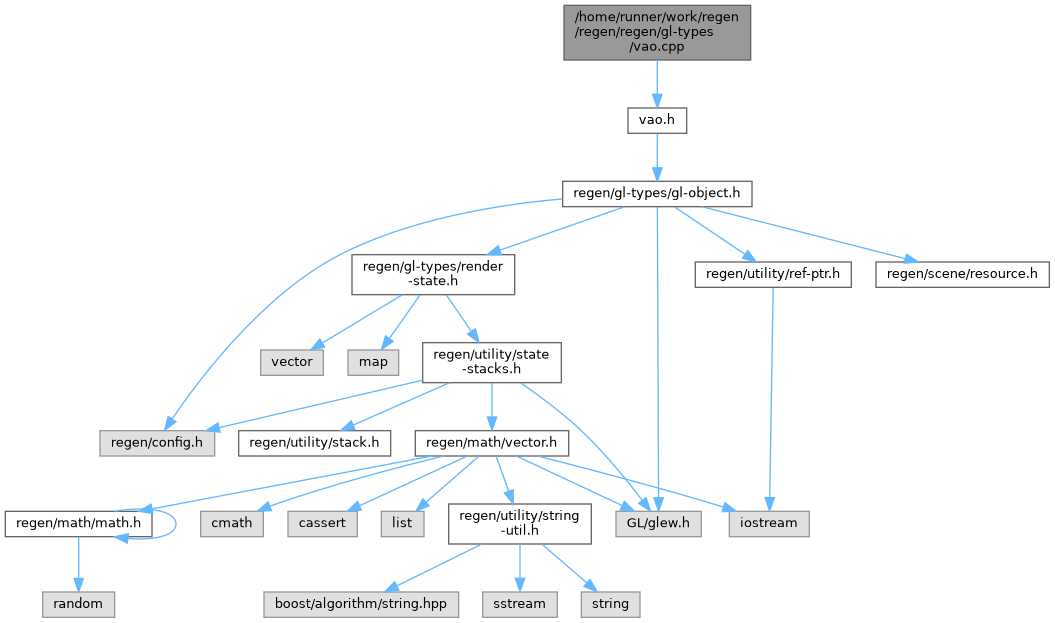 /home/runner/work/regen
/regen/regen/gl-types
/vao.cpp
vao.h
regen/gl-types/gl-object.h
regen/gl-types/render
-state.h
regen/utility/ref-ptr.h
regen/scene/resource.h
vector
map
regen/utility/state
-stacks.h
regen/config.h
regen/utility/stack.h
regen/math/vector.h
regen/math/math.h
cmath
cassert
list
regen/utility/string
-util.h
GL/glew.h
iostream
random
boost/algorithm/string.hpp
sstream
string